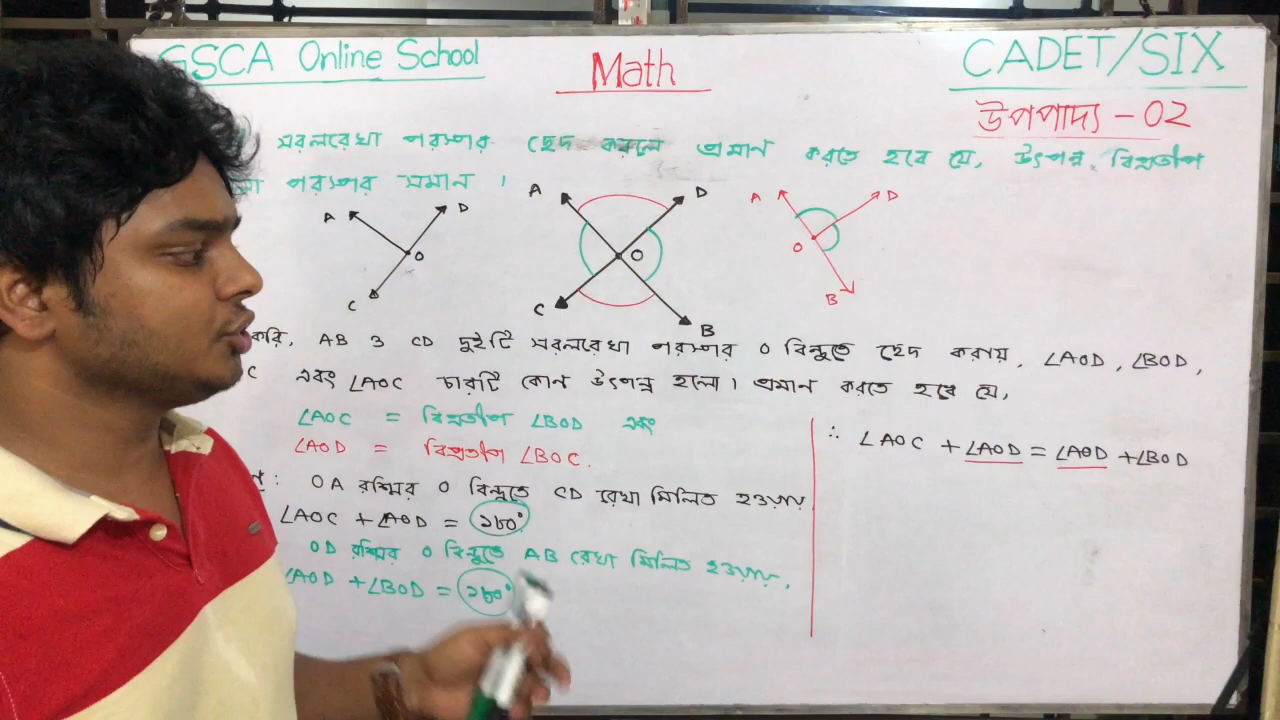 GSCA Online School
Math
CADET/SIX
উপপাদ্য - 02
সরলরেখা পরস্পর ছেদ করলে প্রমাণ করতে হবে যে, উৎপন্ন বিপ্রতীপ
পরস্পর সমান ।
A D O C
A D O C B
A D O B
করি, AB ও CD দুইটি সরলরেখা পরস্পর O বিন্দুতে ছেদ করায়, ∠AOD, ∠BOD,
C এবং ∠AOC চারটি কোন উৎপন্ন হলো। প্রমাণ করতে হবে যে,
∠AOC = বিপ্রতীপ ∠BOD এবং
∠AOD = বিপ্রতীপ ∠BOC.
: OA রশ্মির O বিন্দুতে CD রেখা মিলিত হওয়ায়
∠AOC + ∠AOD = ১৮০°
OD রশ্মির O বিন্দুতে AB রেখা মিলিত হওয়ায়,
∠AOD + ∠BOD = ১৮০°
∴ ∠AOC + ∠AOD = ∠AOD + ∠BOD